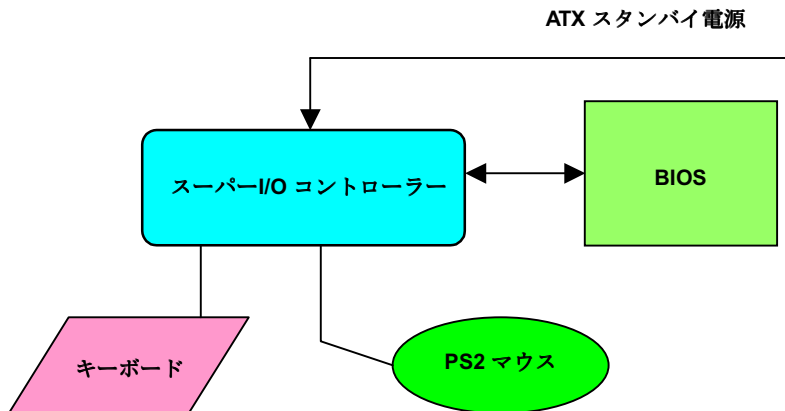 ATX スタンバイ電源
スーパーI/O コントローラー
BIOS
キーボード
PS2 マウス